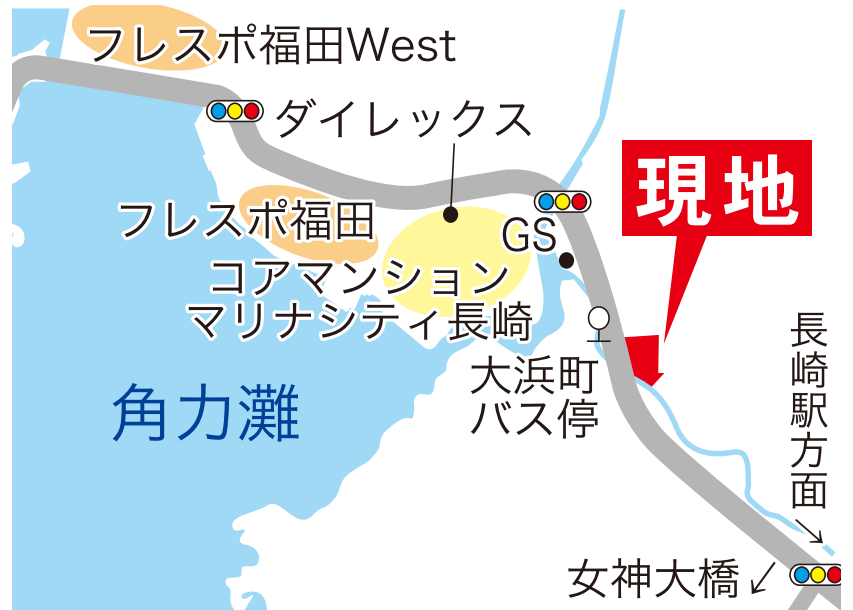 フレスポ福田West
ダイレックス
現地
フレスポ福田
GS
コアマンション
マリナシティ長崎
大浜町
バス停
長崎駅方面
↓
角力灘
女神大橋↙